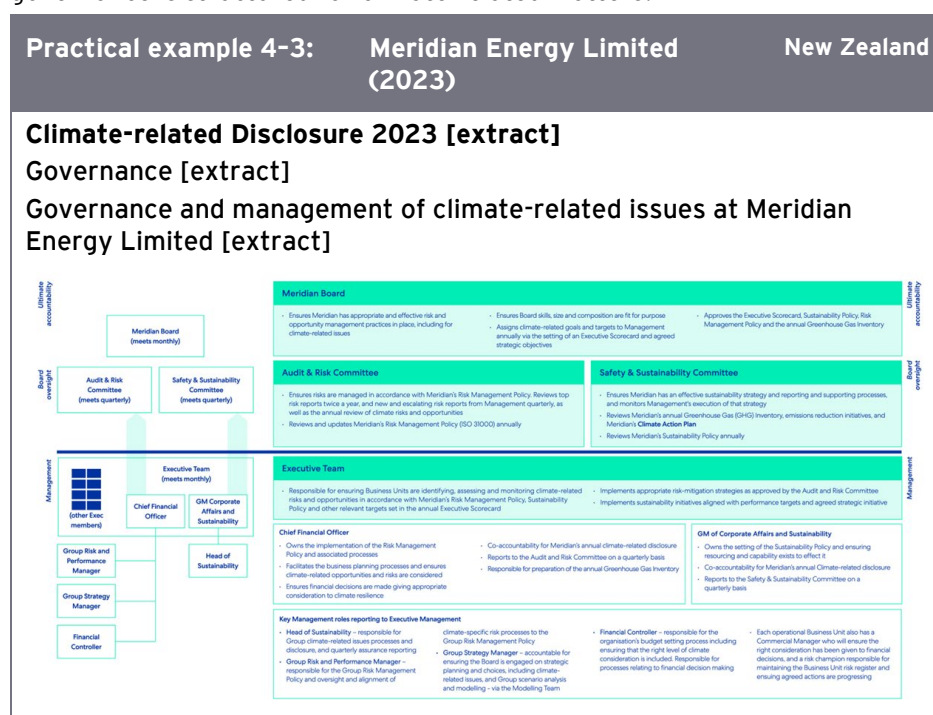 Practical example 4-3: Meridian Energy Limited (2023) New Zealand
Climate-related Disclosure 2023 [extract]
Governance [extract]
Governance and management of climate-related issues at Meridian
Energy Limited [extract]
Ultimate
accountability
Meridian Board
(meets monthly)
Meridian Board
· Ensures Meridian has appropriate and effective risk and
opportunity management practices in place, including for
climate-related issues
· Ensures Board skills, size and composition are fit for purpose
· Assigns climate-related goals and targets to Management
annually via the setting of an Executive Scorecard and agreed
strategic objectives
· Approves the Executive Scorecard, Sustainability Policy, Risk
Management Policy and the annual Greenhouse Gas Inventory
Ultimate
accountability
Board
oversight
Audit & Risk
Committee
(meets quarterly)
Safety & Sustainability
Committee
(meets quarterly)
Audit & Risk Committee
· Ensures risks are managed in accordance with Meridian's Risk Management Policy. Reviews top
risk reports twice a year, and new and escalating risk reports from Management quarterly, as
well as the annual review of climate risks and opportunities
· Reviews and updates Meridian's Risk Management Policy (ISO 31000) annually
Safety & Sustainability Committee
· Ensures Meridian has an effective sustainability strategy and reporting and supporting processes,
and monitors Management's execution of that strategy
· Reviews Meridian's annual Greenhouse Gas (GHG) Inventory, emissions reduction initiatives, and
Meridian's Climate Action Plan
· Reviews Meridian's Sustainability Policy annually
Board
oversight
Management
Executive Team
(meets monthly)
(other Exec
members)
Chief Financial
Officer
GM Corporate
Affairs and
Sustainability
Group Risk and
Performance
Manager
Head of
Sustainability
Group Strategy
Manager
Financial
Controller
Executive Team
· Responsible for ensuring Business Units are identifying, assessing and monitoring climate-related
risks and opportunities in accordance with Meridian's Risk Management Policy, Sustainability
Policy and other relevant targets set in the annual Executive Scorecard
· Implements appropriate risk-mitigation strategies as approved by the Audit and Risk Committee
· Implements sustainability initiatives aligned with performance targets and agreed strategic initiative
Management
Chief Financial Officer
· Owns the implementation of the Risk Management
Policy and associated processes
· Facilitates the business planning processes and ensures
climate-related opportunities and risks are considered
· Ensures financial decisions are made giving appropriate
consideration to climate resilience
· Co-accountability for Meridian's annual climate-related disclosure
· Reports to the Audit and Risk Committee on a quarterly basis
· Responsible for preparation of the annual Greenhouse Gas Inventory
GM of Corporate Affairs and Sustainability
· Owns the setting of the Sustainability Policy and ensuring
resourcing and capability exists to effect it
· Co-accountability for Meridian's annual Climate-related disclosure
· Reports to the Safety & Sustainability Committee on a
quarterly basis
Key Management roles reporting to Executive Management
· Head of Sustainability – responsible for
Group climate-related issues processes and
disclosure, and quarterly assurance reporting
· Group Risk and Performance Manager –
responsible for the Group Risk Management
Policy and oversight and alignment of
climate-specific risk processes to the
Group Risk Management Policy
· Group Strategy Manager – accountable for
ensuring the Board is engaged on strategic
planning and choices, including climate-
related issues, and Group scenario analysis
and modelling – via the Modelling Team
· Financial Controller – responsible for the
organisation's budget setting process including
ensuring that the right level of climate
consideration is included. Responsible for
processes relating to financial decision making
· Each operational Business Unit also has a
Commercial Manager who will ensure the
right consideration has been given to financial
decisions, and a risk champion responsible for
maintaining the Business Unit risk register and
ensuing agreed actions are progressing